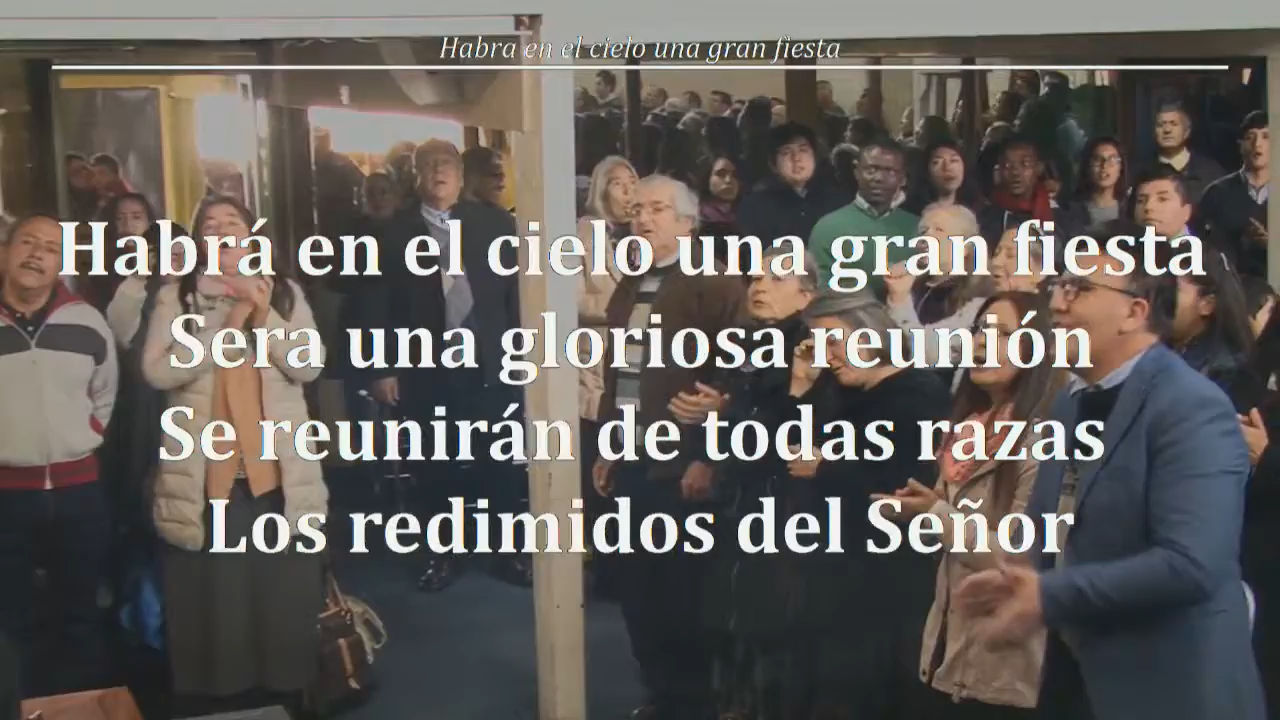 Habra en el cielo una gran fiesta
Habrá en el cielo una gran fiesta
Sera una gloriosa reunión
Se reunirán de todas razas
Los redimidos del Señor